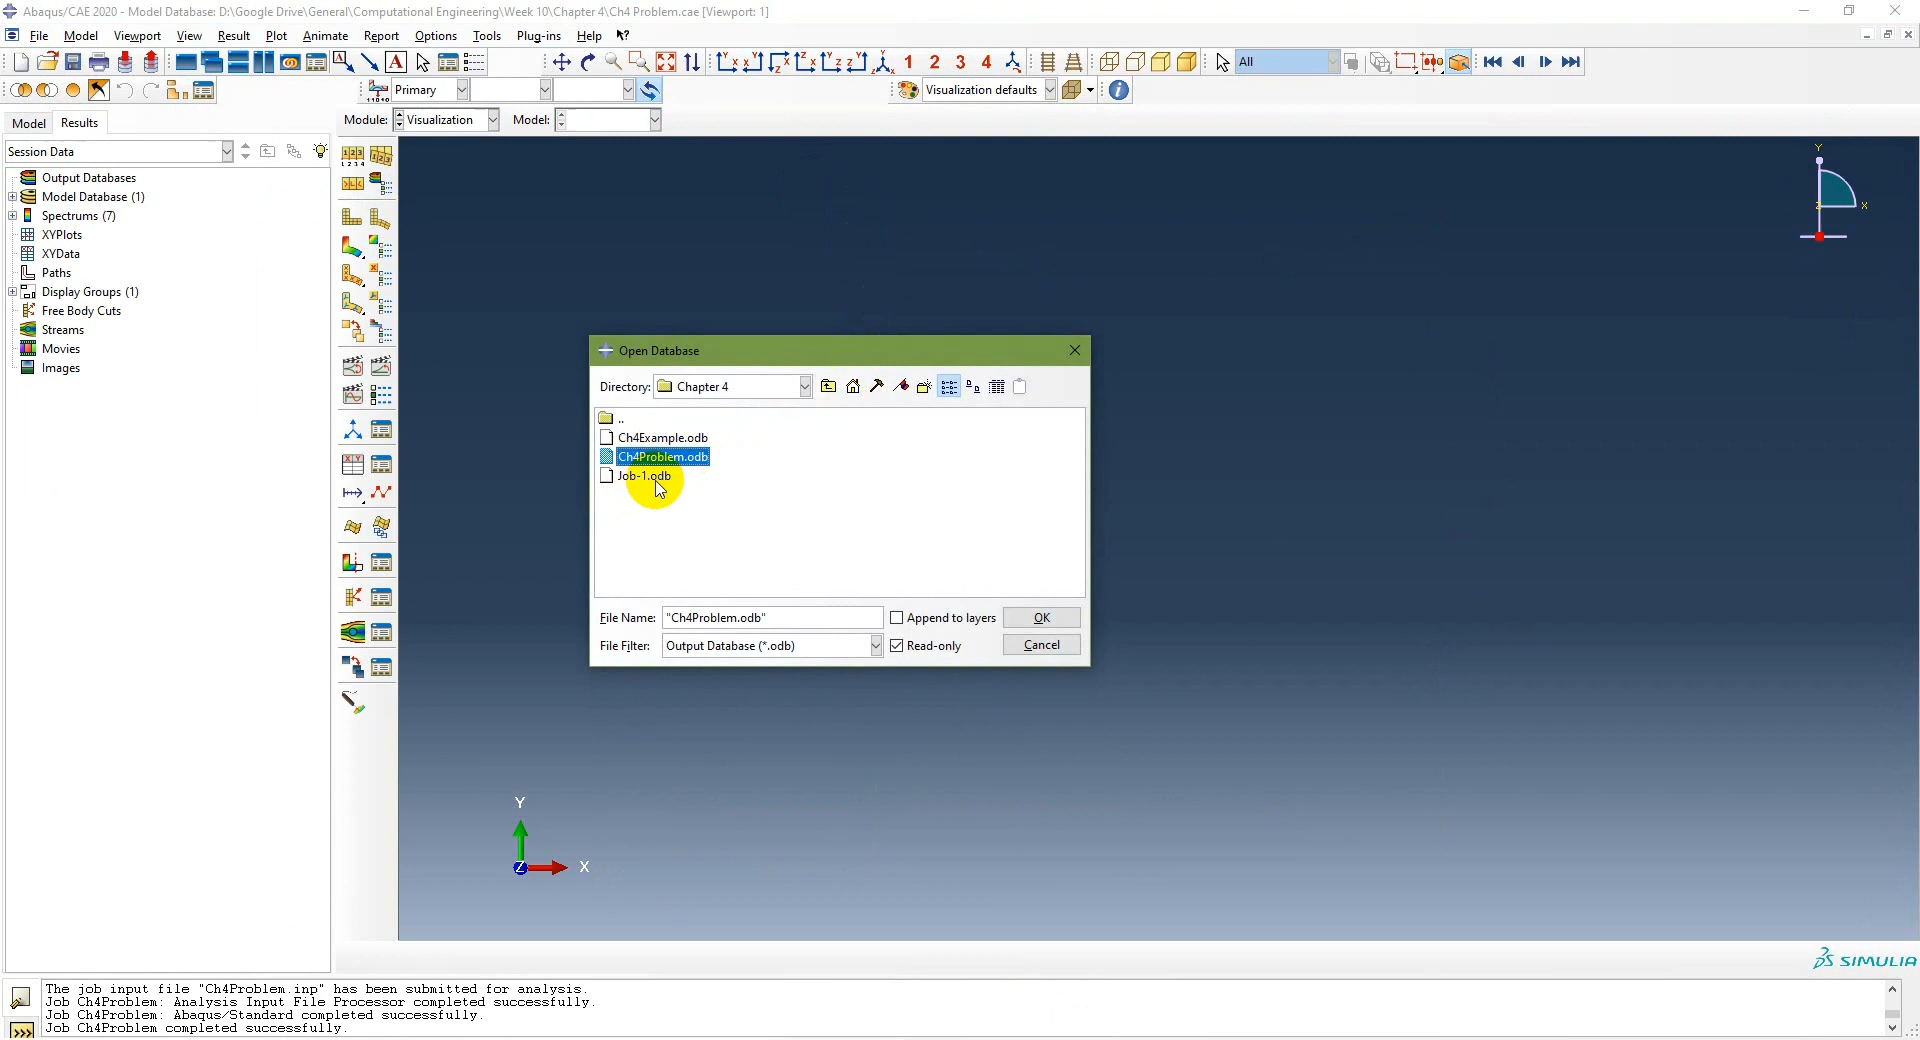 Abaqus/CAE 2020 - Model Database: D:\Google Drive\General\Computational Engineering\Week 10\Chapter 4\Ch4 Problem.cae [Viewport: 1]
File Model Viewport View Result Plot Animate Report Options Tools Plug-ins Help
1 2 3 4 All
Primary Visualization defaults
Model Results Module: Visualization Model:
Session Data
Output Databases
Model Database (1)
Spectrums (7)
XYPlots
XYData
Paths
Display Groups (1)
Free Body Cuts
Streams
Movies
Images
Y
Z X
Open Database
Directory: Chapter 4
..
Ch4Example.odb
Ch4Problem.odb
Job-1.odb
File Name: "Ch4Problem.odb" Append to layers OK
File Filter: Output Database (*.odb) Read-only Cancel
Y
Z X
SIMULIA
The job input file "Ch4Problem.inp" has been submitted for analysis.
Job Ch4Problem: Analysis Input File Processor completed successfully.
Job Ch4Problem: Abaqus/Standard completed successfully.
Job Ch4Problem completed successfully.
>>>